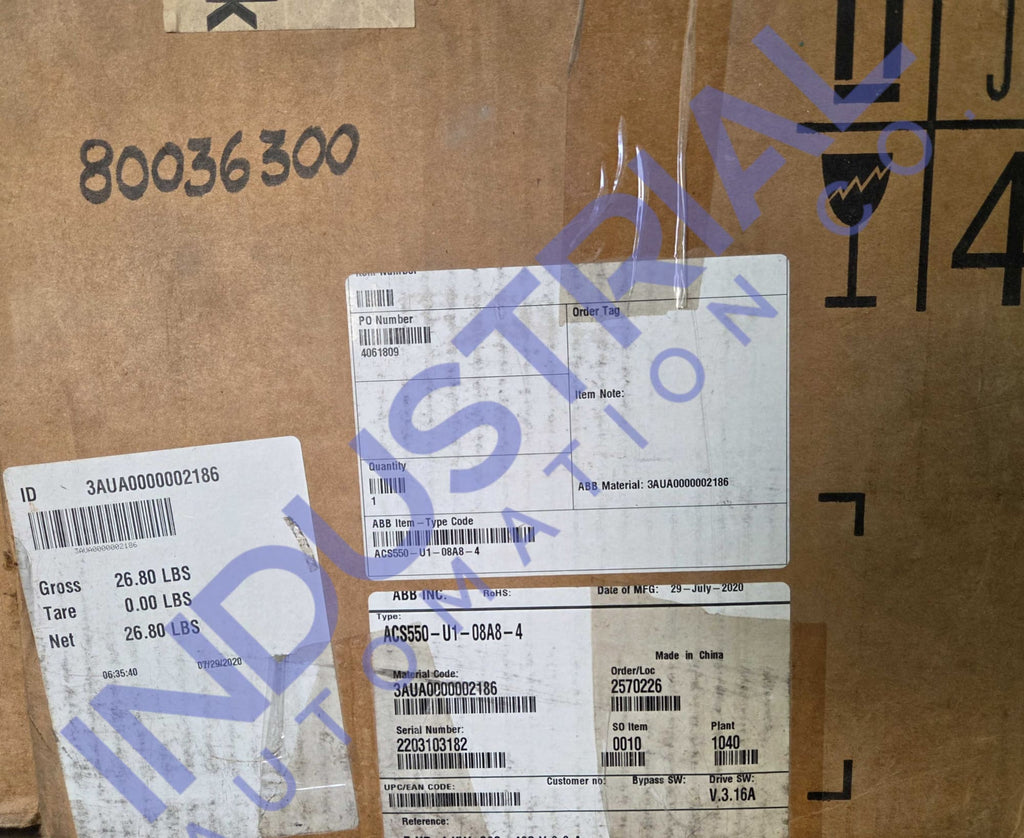 80036300
4
PO Number
4061809
Order Tag
Item Note:
Quantity
1
ABB Material: 3AUA0000002186
ABB Item - Type Code
ACS550-U1-08A8-4
ID 3AUA0000002186
3AUA0000002186
Gross 26.80 LBS
Tare 0.00 LBS
Net 26.80 LBS
06:35:40 07/29/2020
ABB INC. RoHS: Date of MFG: 29-July-2020
Type:
ACS550-U1-08A8-4
Made in China
Material Code:
3AUA0000002186
Order/Loc
2570226
Serial Number:
2203103182
SO Item
0010
Plant
1040
Customer no: Bypass SW: Drive SW:
V.3.16A
UPC/EAN CODE:
Reference:
INDUSTRIAL
AUTOMATION CO.